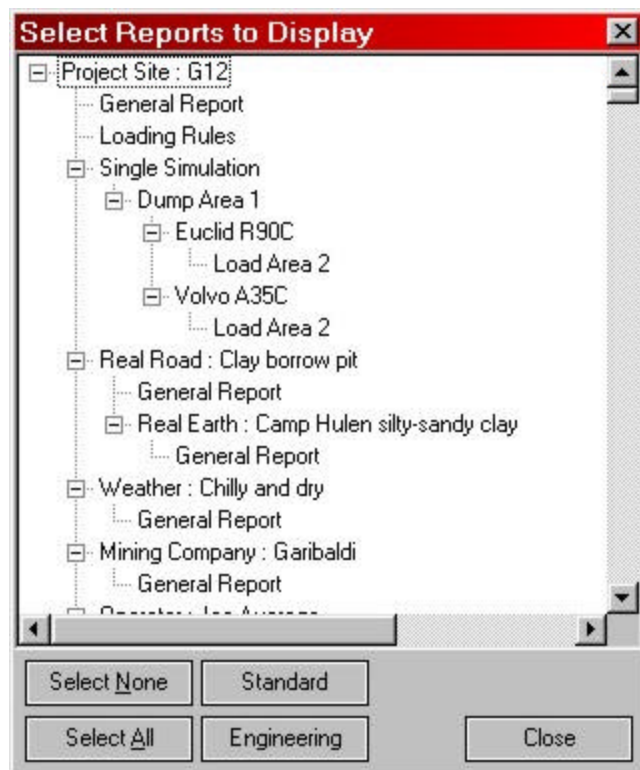 Select Reports to Display
Project Site : G12
General Report
Loading Rules
Single Simulation
Dump Area 1
Euclid R90C
Load Area 2
Volvo A35C
Load Area 2
Real Road : Clay borrow pit
General Report
Real Earth : Camp Hulen silty-sandy clay
General Report
Weather : Chilly and dry
General Report
Mining Company : Garibaldi
General Report
Operator : Joe Average
Select None Standard
Select All Engineering Close